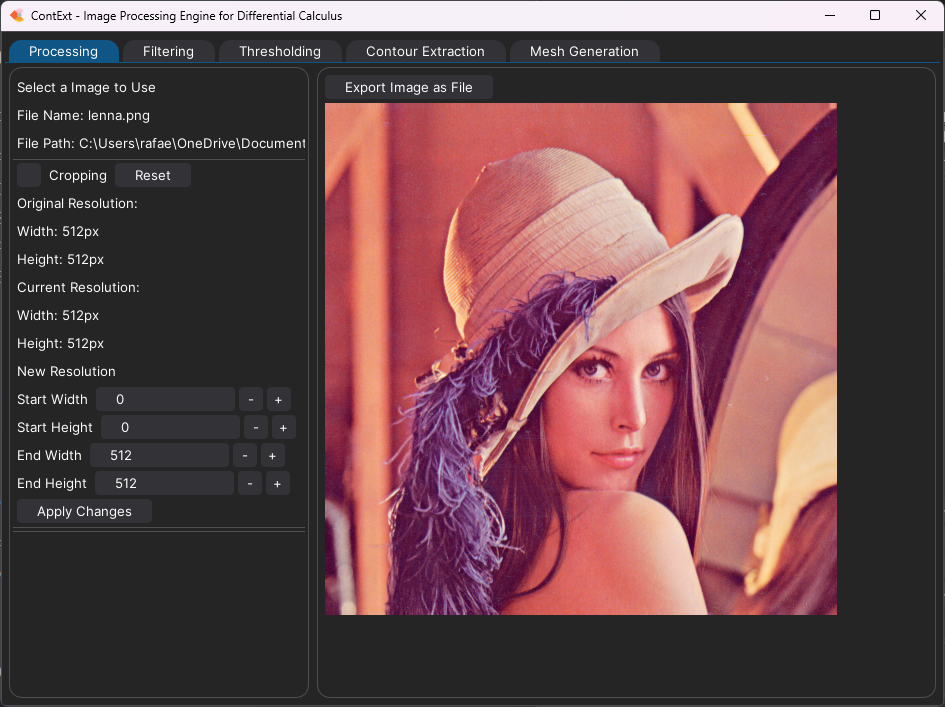 ContExt - Image Processing Engine for Differential Calculus
Processing Filtering Thresholding Contour Extraction Mesh Generation
Select a Image to Use
File Name: lenna.png
File Path: C:\Users\rafae\OneDrive\Document
Cropping Reset
Original Resolution:
Width: 512px
Height: 512px
Current Resolution:
Width: 512px
Height: 512px
New Resolution
Start Width 0 - +
Start Height 0 - +
End Width 512 - +
End Height 512 - +
Apply Changes
Export Image as File